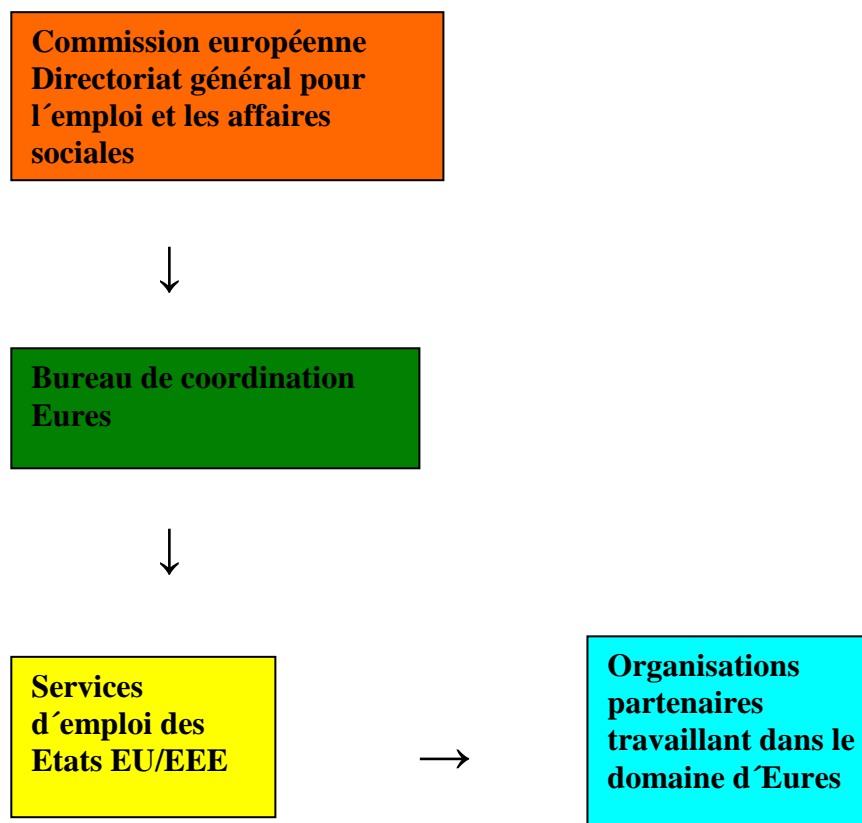 Commission européenne
Directoriat général pour
l´emploi et les affaires
sociales
↓
Bureau de coordination
Eures
↓
Services
d´emploi des
Etats EU/EEE
→
Organisations
partenaires
travaillant dans le
domaine d´Eures